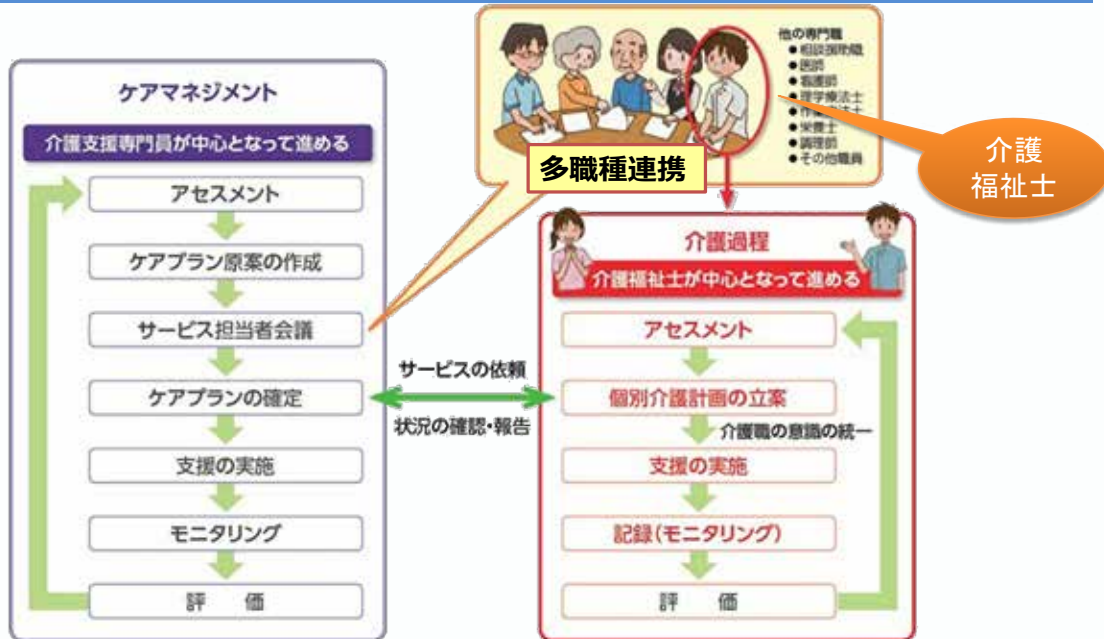 ケアマネジメント
介護支援専門員が中心となって進める
アセスメント
ケアプラン原案の作成
サービス担当者会議
ケアプランの確定
支援の実施
モニタリング
評　価
多職種連携
他の専門職
●相談援助職
●医師
●看護師
●理学療法士
●作業療法士
●栄養士
●調理師
●その他職員
介護
福祉士
サービスの依頼
状況の確認・報告
介護過程
介護福祉士が中心となって進める
アセスメント
個別介護計画の立案
介護職の意識の統一
支援の実施
記録(モニタリング)
評　価